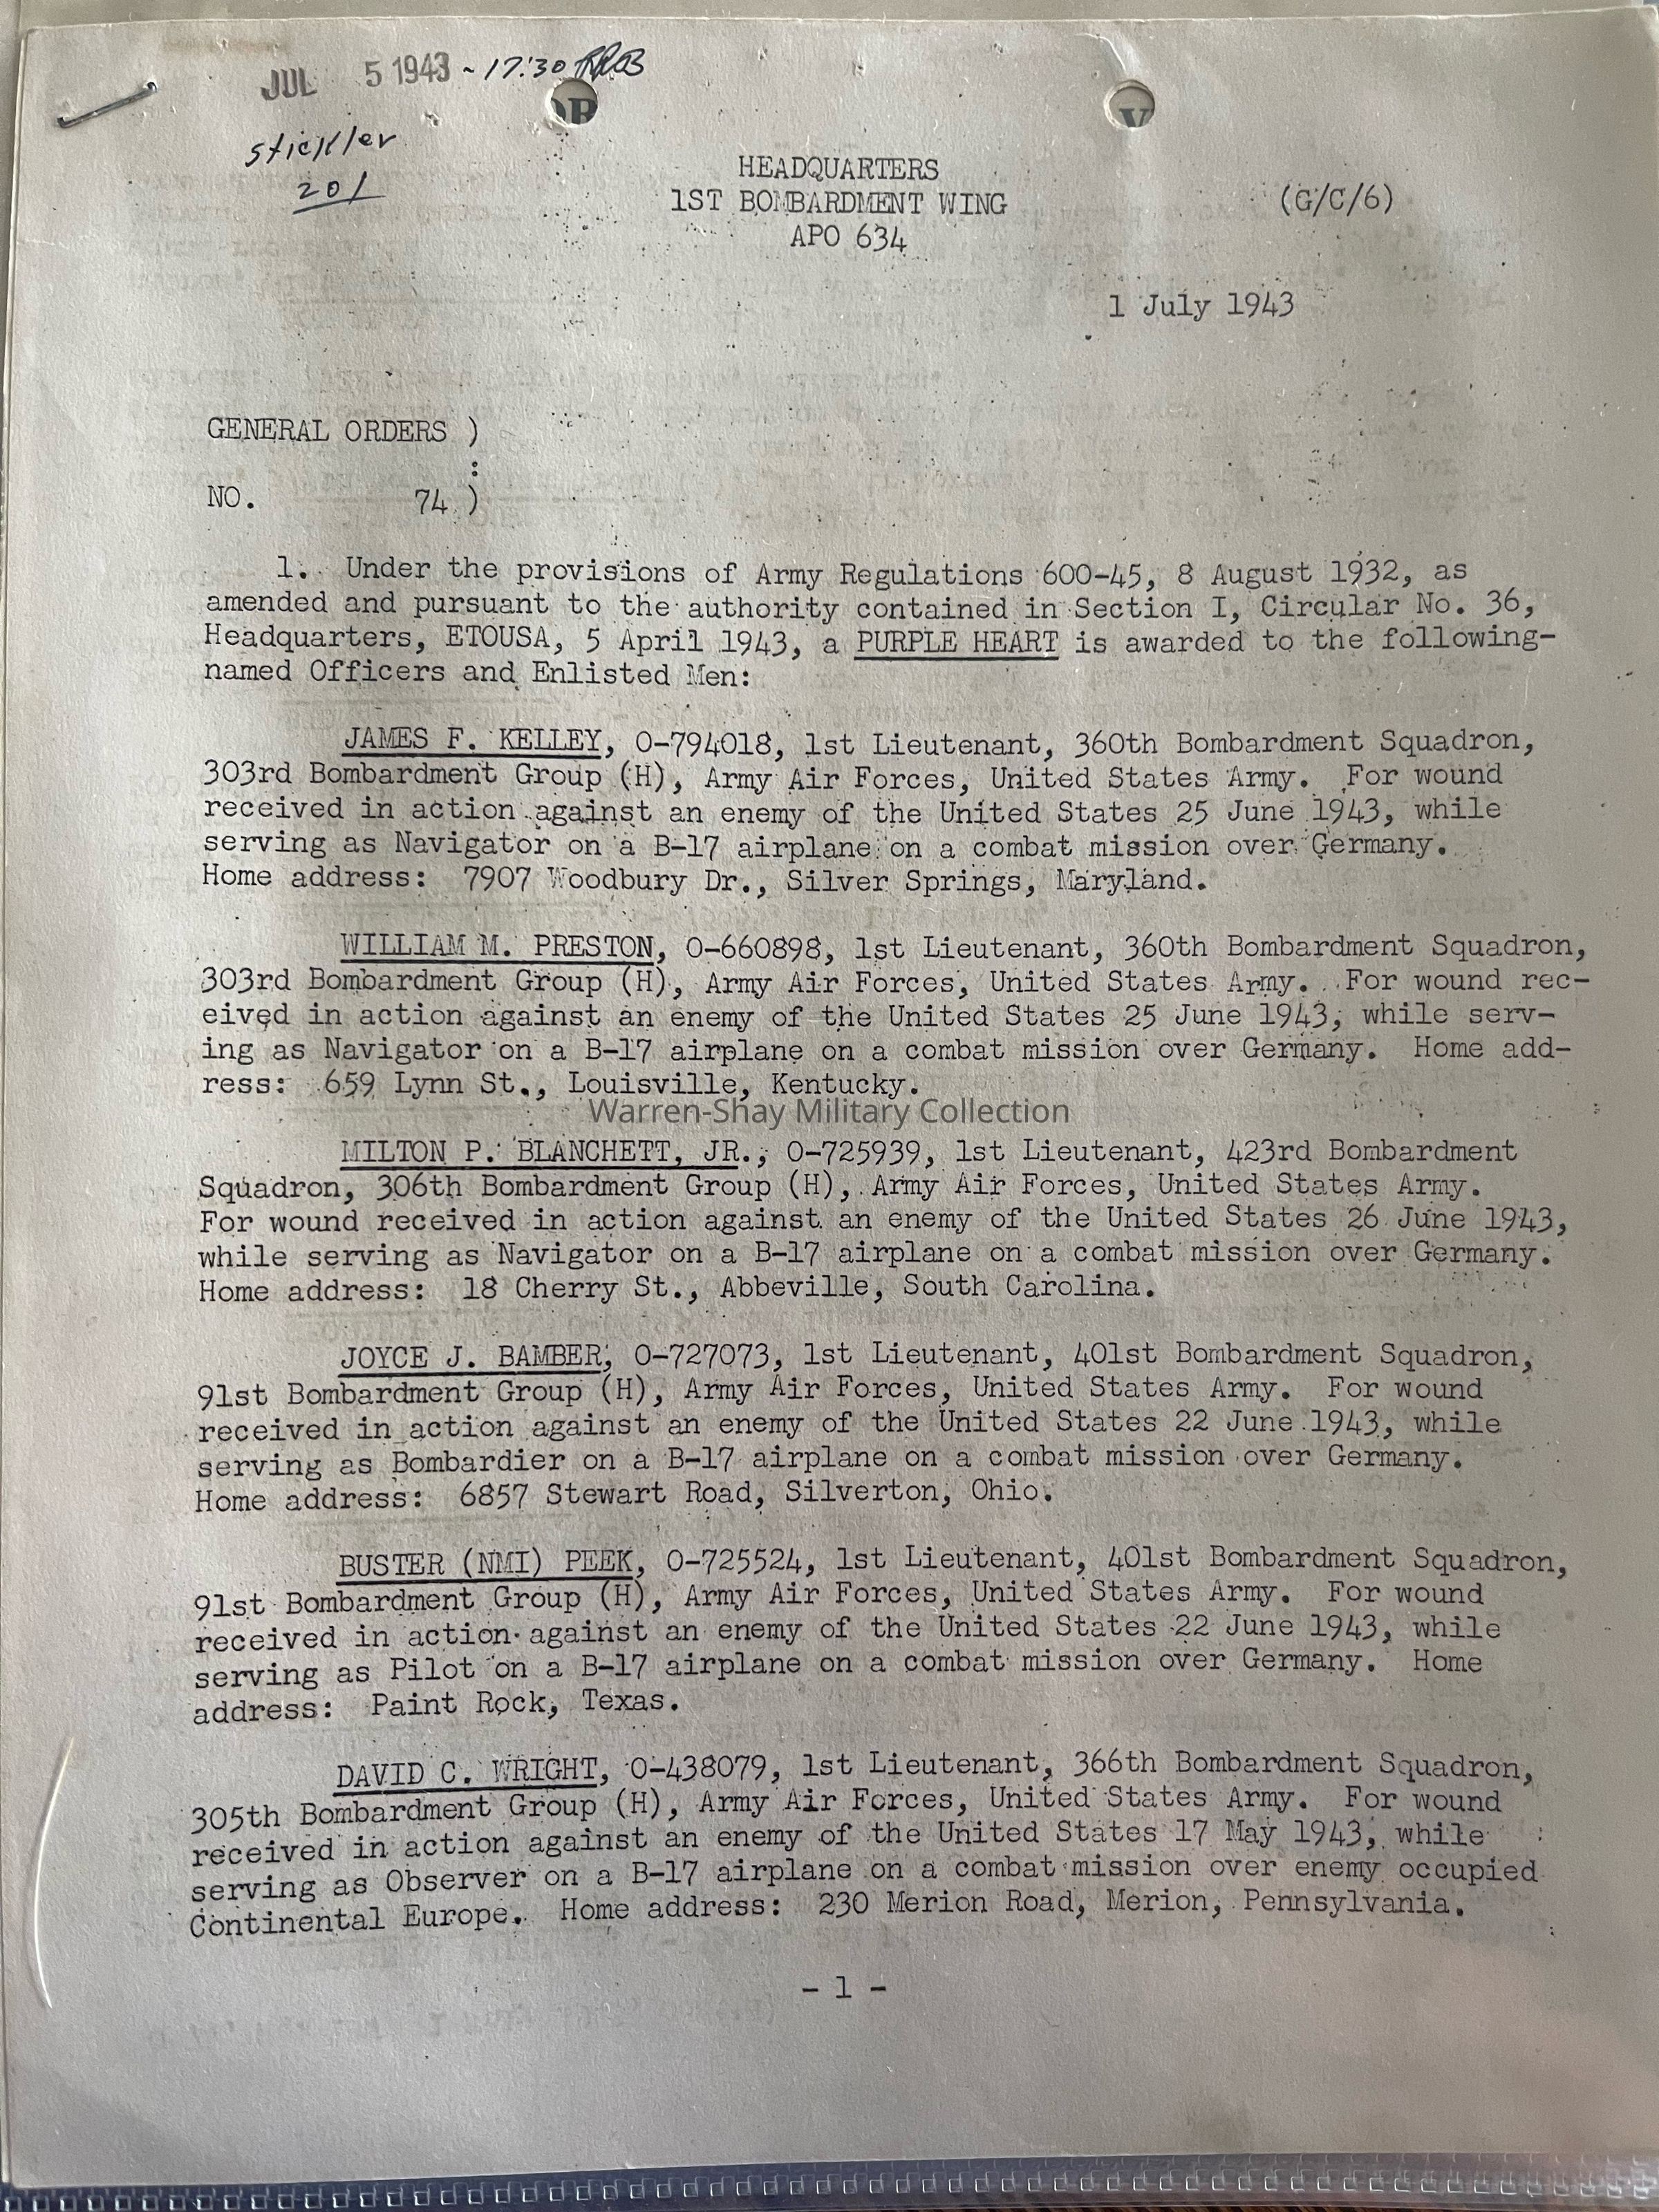 JUL 5 1943 ~ 17:30
stickler
201
HEADQUARTERS
1ST BOMBARDMENT WING (G/C/6)
APO 634
1 July 1943
GENERAL ORDERS )
:
NO. 74 )
1. Under the provisions of Army Regulations 600-45, 8 August 1932, as
amended and pursuant to the authority contained in Section I, Circular No. 36,
Headquarters, ETOUSA, 5 April 1943, a PURPLE HEART is awarded to the following-
named Officers and Enlisted Men:
JAMES F. KELLEY, O-794018, 1st Lieutenant, 360th Bombardment Squadron,
303rd Bombardment Group (H), Army Air Forces, United States Army. For wound
received in action against an enemy of the United States 25 June 1943, while
serving as Navigator on a B-17 airplane on a combat mission over Germany.
Home address: 7907 Woodbury Dr., Silver Springs, Maryland.
WILLIAM M. PRESTON, O-660898, 1st Lieutenant, 360th Bombardment Squadron,
303rd Bombardment Group (H), Army Air Forces, United States Army. For wound rec-
eived in action against an enemy of the United States 25 June 1943, while serv-
ing as Navigator on a B-17 airplane on a combat mission over Germany. Home add-
ress: 659 Lynn St., Louisville, Kentucky.
Warren-Shay Military Collection
MILTON P. BLANCHETT, JR., O-725939, 1st Lieutenant, 423rd Bombardment
Squadron, 306th Bombardment Group (H), Army Air Forces, United States Army.
For wound received in action against an enemy of the United States 26 June 1943,
while serving as Navigator on a B-17 airplane on a combat mission over Germany.
Home address: 18 Cherry St., Abbeville, South Carolina.
JOYCE J. BAMBER, O-727073, 1st Lieutenant, 401st Bombardment Squadron,
91st Bombardment Group (H), Army Air Forces, United States Army. For wound
received in action against an enemy of the United States 22 June 1943, while
serving as Bombardier on a B-17 airplane on a combat mission over Germany.
Home address: 6857 Stewart Road, Silverton, Ohio.
BUSTER (NMI) PEEK, O-725524, 1st Lieutenant, 401st Bombardment Squadron,
91st Bombardment Group (H), Army Air Forces, United States Army. For wound
received in action against an enemy of the United States 22 June 1943, while
serving as Pilot on a B-17 airplane on a combat mission over Germany. Home
address: Paint Rock, Texas.
DAVID C. WRIGHT, O-438079, 1st Lieutenant, 366th Bombardment Squadron,
305th Bombardment Group (H), Army Air Forces, United States Army. For wound
received in action against an enemy of the United States 17 May 1943, while
serving as Observer on a B-17 airplane on a combat mission over enemy occupied
Continental Europe. Home address: 230 Merion Road, Merion, Pennsylvania.
- 1 -